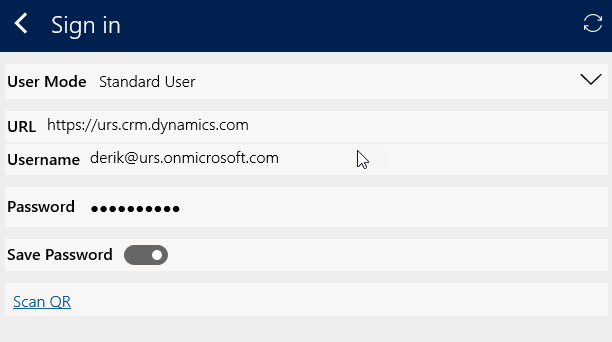 Sign in
User Mode Standard User
URL https://urs.crm.dynamics.com
Username derik@urs.onmicrosoft.com
Password ●●●●●●●●●●
Save Password
Scan QR